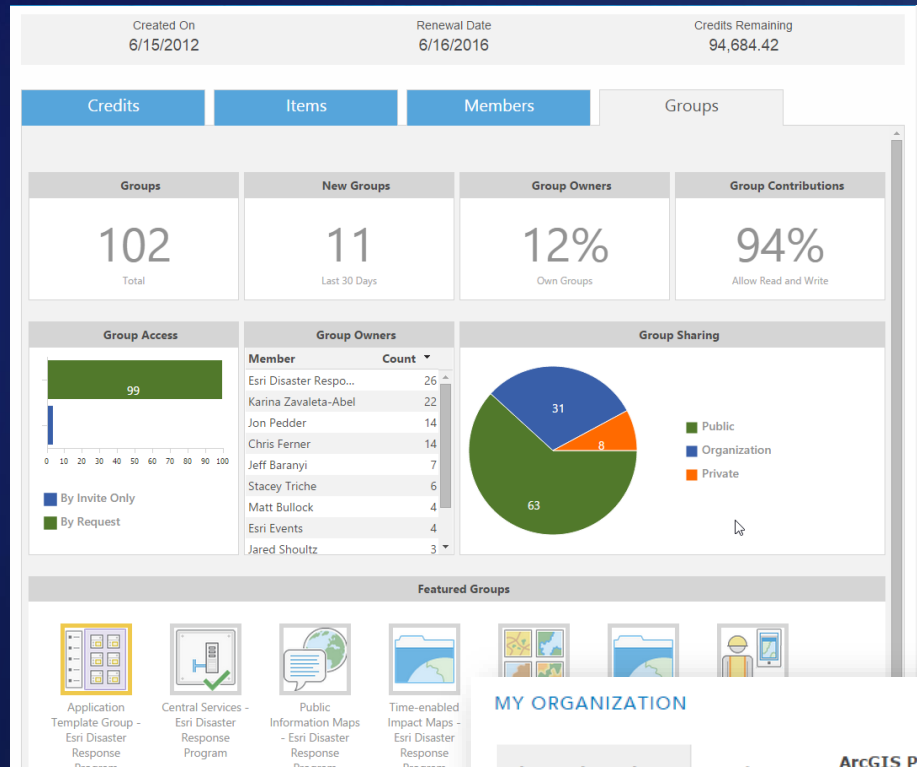 Created On
6/15/2012
Renewal Date
6/16/2016
Credits Remaining
94,684.42
Credits
Items
Members
Groups
Groups
102
Total
New Groups
11
Last 30 Days
Group Owners
12%
Own Groups
Group Contributions
94%
Allow Read and Write
Group Access
99
0 10 20 30 40 50 60 70 80 90 100
By Invite Only
By Request
Group Owners
Member Count
Esri Disaster Respo... 26
Karina Zavaleta-Abel 22
Jon Pedder 14
Chris Ferner 14
Jeff Baranyi 7
Stacey Triche 6
Matt Bullock 4
Esri Events 4
Jared Shoultz 3
Group Sharing
31
8
63
Public
Organization
Private
Featured Groups
Application
Template Group -
Esri Disaster
Response
Program
Central Services -
Esri Disaster
Response
Program
Public
Information Maps
- Esri Disaster
Response
Program
Time-enabled
Impact Maps -
Esri Disaster
Response
Program
MY ORGANIZATION
ArcGIS P